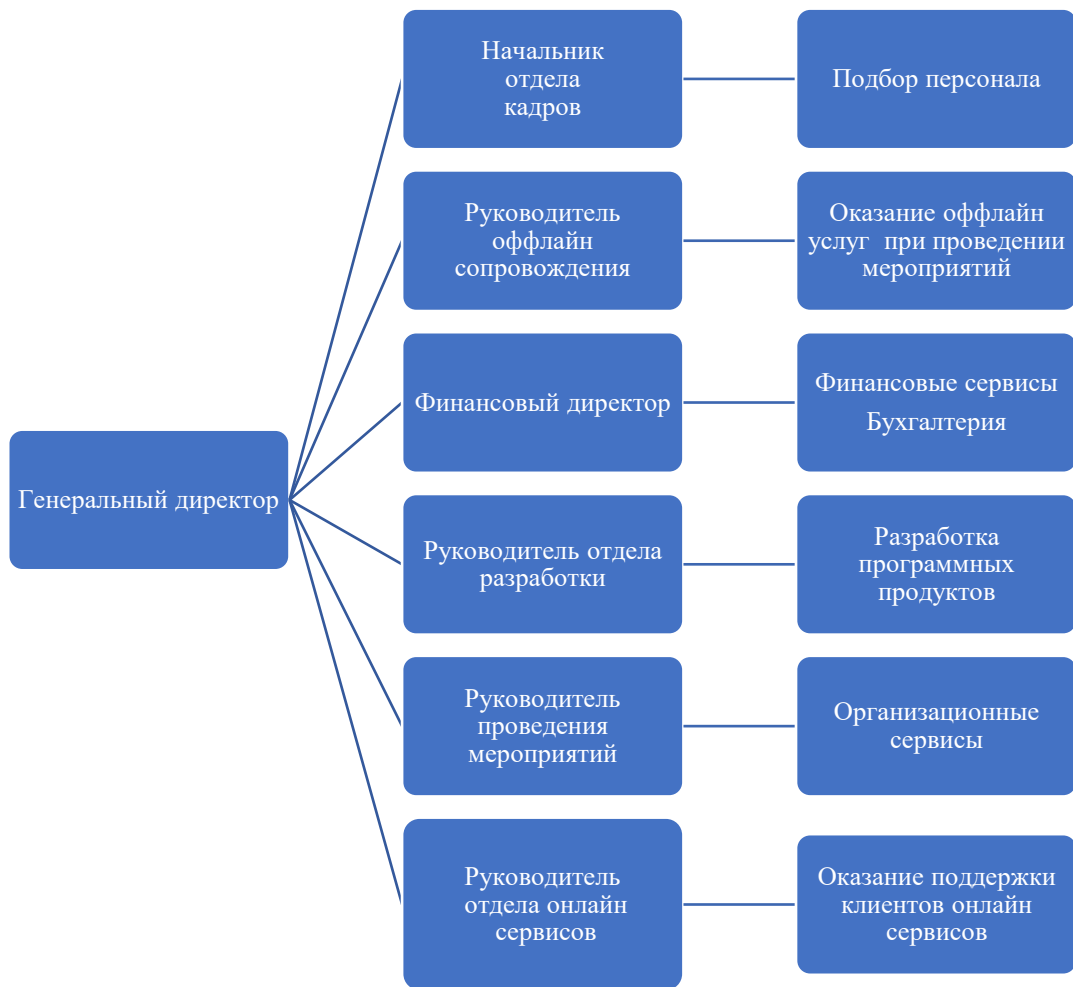 Начальник
отдела
кадров
Подбор персонала
Руководитель
оффлайн
сопровождения
Оказание оффлайн
услуг при проведении
мероприятий
Финансовый директор
Финансовые сервисы
Бухгалтерия
Генеральный директор
Руководитель отдела
разработки
Разработка
программных
продуктов
Руководитель
проведения
мероприятий
Организационные
сервисы
Руководитель
отдела онлайн
сервисов
Оказание поддержки
клиентов онлайн
сервисов